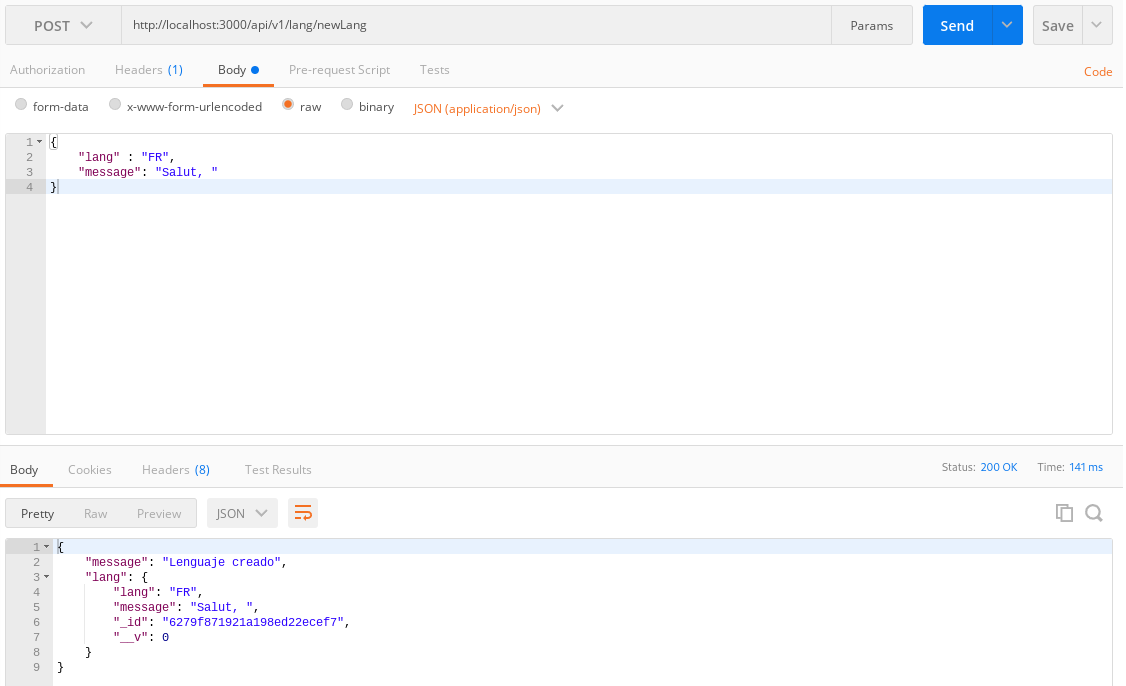 POST http://localhost:3000/api/v1/lang/newLang Params Send Save
Authorization Headers (1) Body Pre-request Script Tests Code
form-data x-www-form-urlencoded raw binary JSON (application/json)
1 {
2 "lang" : "FR",
3 "message": "Salut, "
4 }
Body Cookies Headers (8) Test Results Status: 200 OK Time: 141 ms
Pretty Raw Preview JSON
1 {
2 "message": "Lenguaje creado",
3 "lang": {
4 "lang": "FR",
5 "message": "Salut, ",
6 "_id": "6279f871921a198ed22ecef7",
7 "__v": 0
8 }
9 }